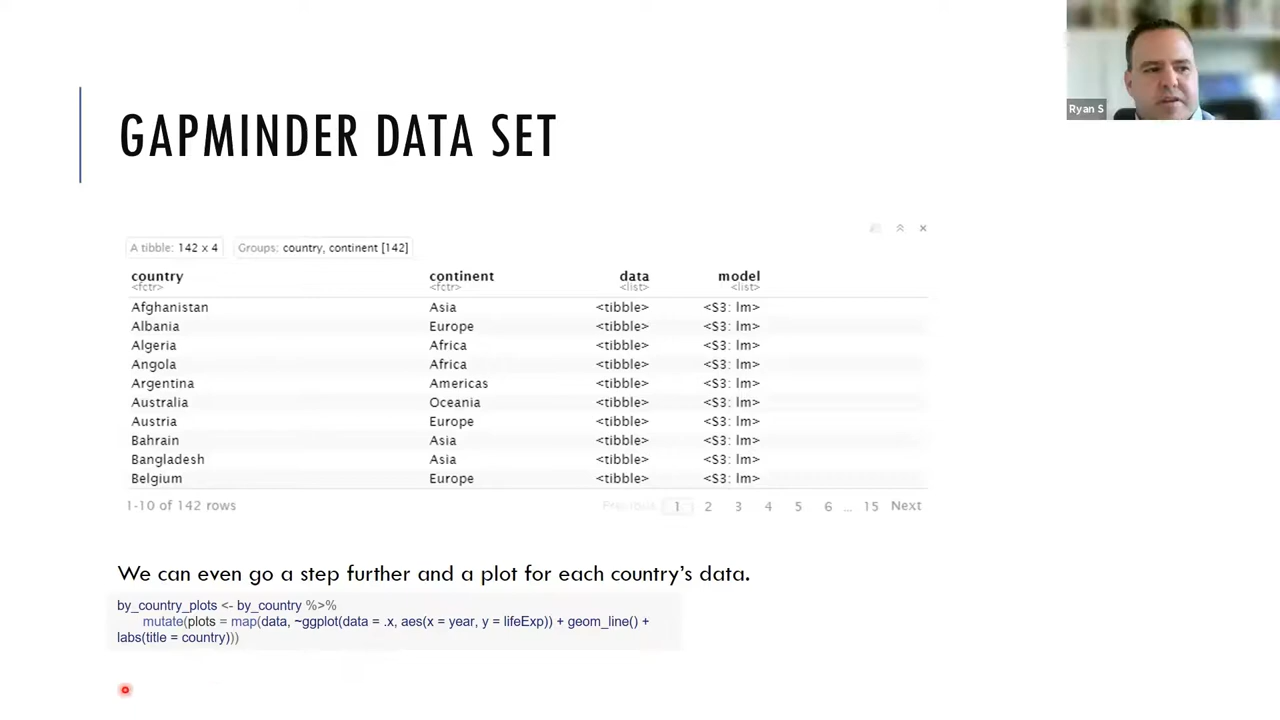 Ryan S
GAPMINDER DATA SET
A tibble: 142 x 4 Groups: country, continent [142]
country continent data model
<fctr> <fctr> <list> <list>
Afghanistan Asia <tibble> <S3: lm>
Albania Europe <tibble> <S3: lm>
Algeria Africa <tibble> <S3: lm>
Angola Africa <tibble> <S3: lm>
Argentina Americas <tibble> <S3: lm>
Australia Oceania <tibble> <S3: lm>
Austria Europe <tibble> <S3: lm>
Bahrain Asia <tibble> <S3: lm>
Bangladesh Asia <tibble> <S3: lm>
Belgium Europe <tibble> <S3: lm>
1-10 of 142 rows Previous 1 2 3 4 5 6 ... 15 Next
We can even go a step further and a plot for each country's data.
by_country_plots <- by_country %>%
mutate(plots = map(data, ~ggplot(data = .x, aes(x = year, y = lifeExp)) + geom_line() +
labs(title = country)))